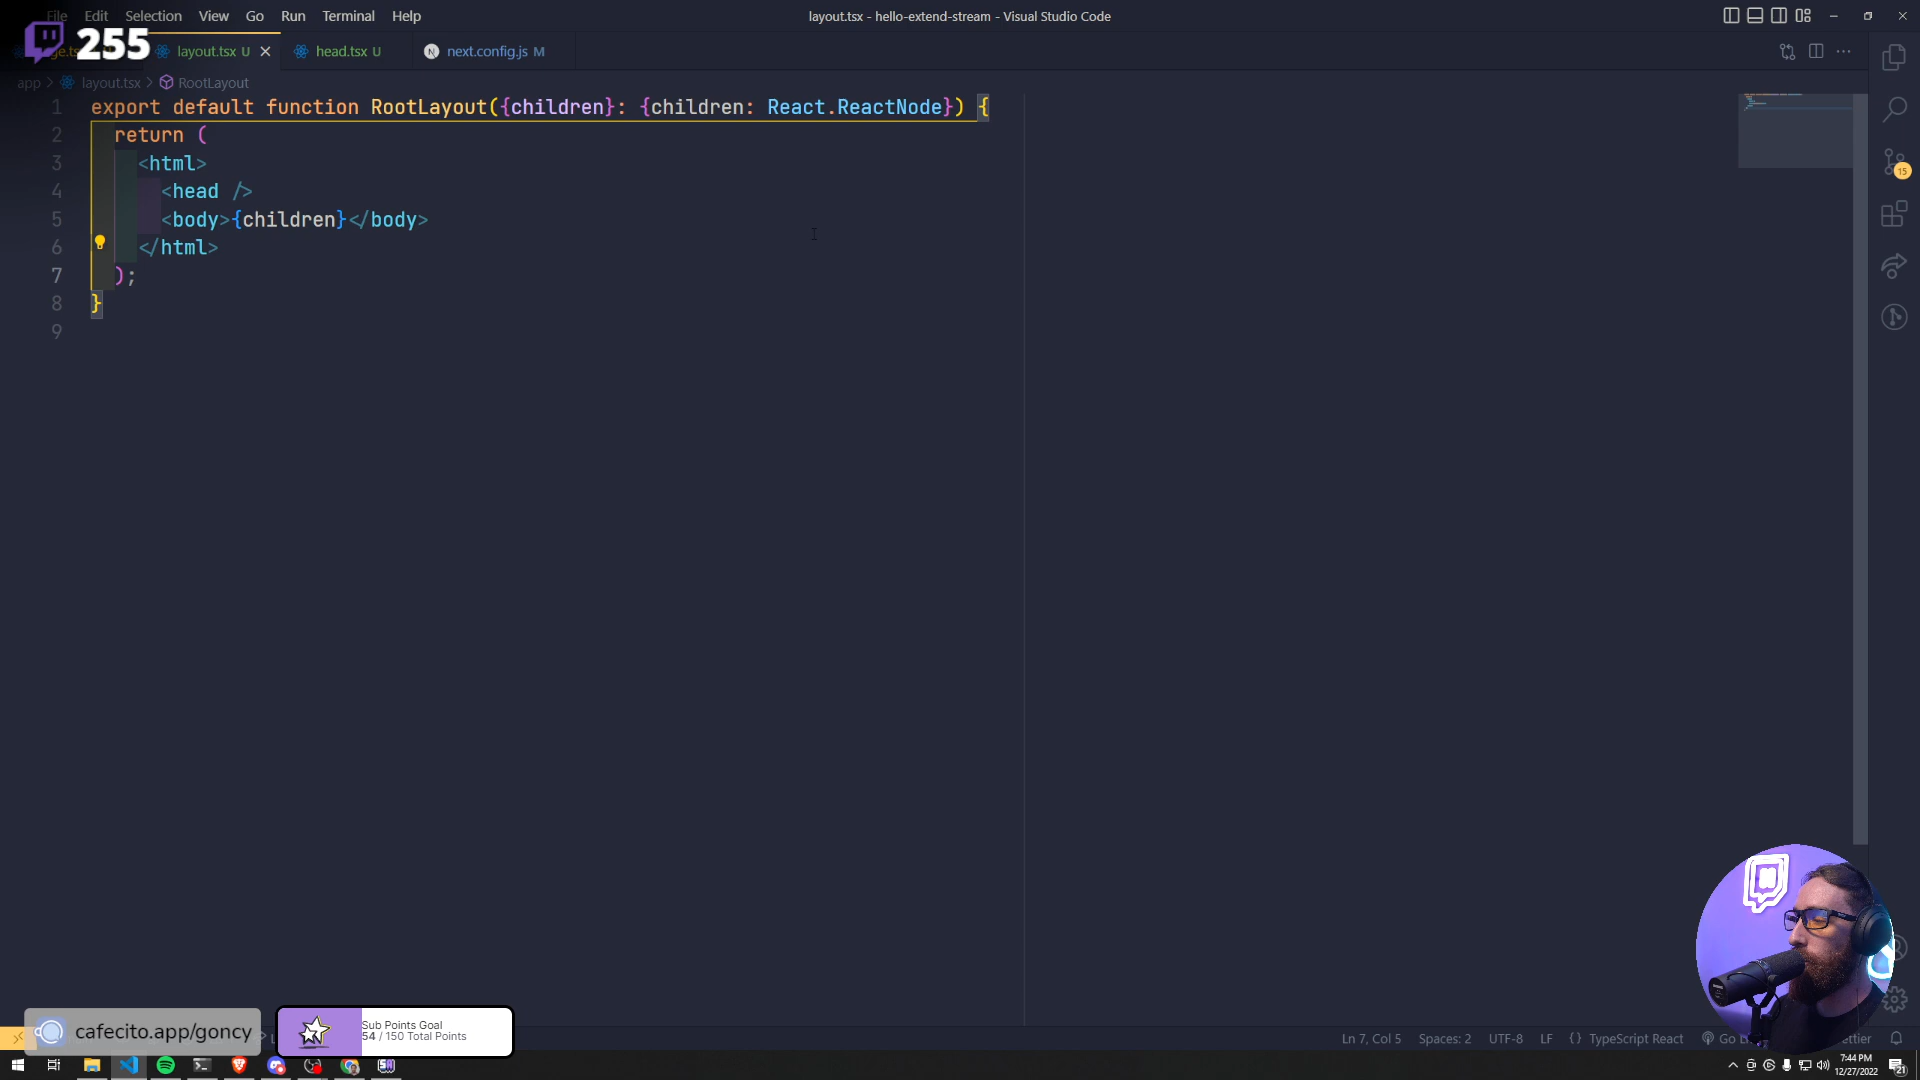 File Edit Selection View Go Run Terminal Help
layout.tsx - hello-extend-stream - Visual Studio Code
255
layout.tsx U
head.tsx U
next.config.js M
app > layout.tsx > RootLayout
1 export default function RootLayout({children}: {children: React.ReactNode}) {
2 return (
3 <html>
4 <head />
5 <body>{children}</body>
6 </html>
7 );
8 }
9
15
cafecito.app/goncy
Sub Points Goal
54 / 150 Total Points
Ln 7, Col 5 Spaces: 2 UTF-8 LF {} TypeScript React
7:44 PM
12/27/2022
21